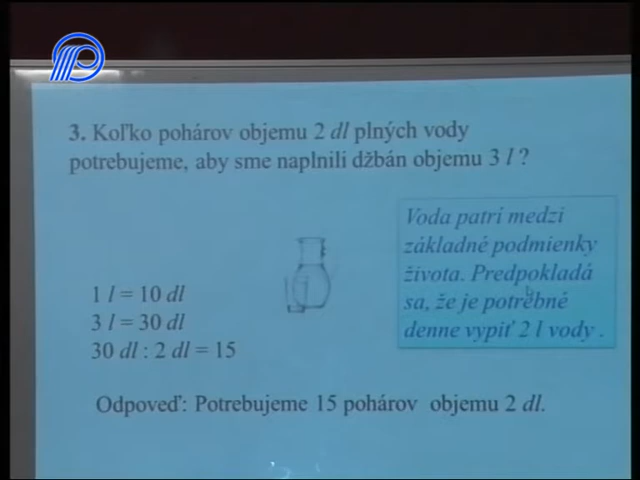 3. Koľko pohárov objemu 2 dl plných vody
potrebujeme, aby sme naplnili džbán objemu 3 l ?
Voda patrí medzi
základné podmienky
života. Predpokladá
sa, že je potrebné
denne vypiť 2 l vody .
1 l = 10 dl
3 l = 30 dl
30 dl : 2 dl = 15
Odpoveď: Potrebujeme 15 pohárov objemu 2 dl.